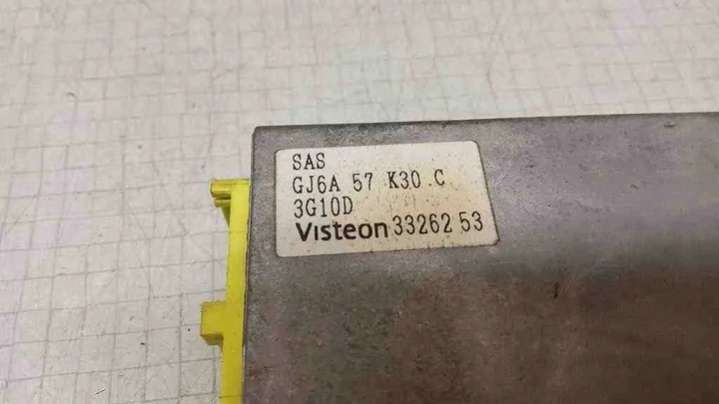 SAS
GJ6A 57 K30 C
3G10D
Visteon 33262 53